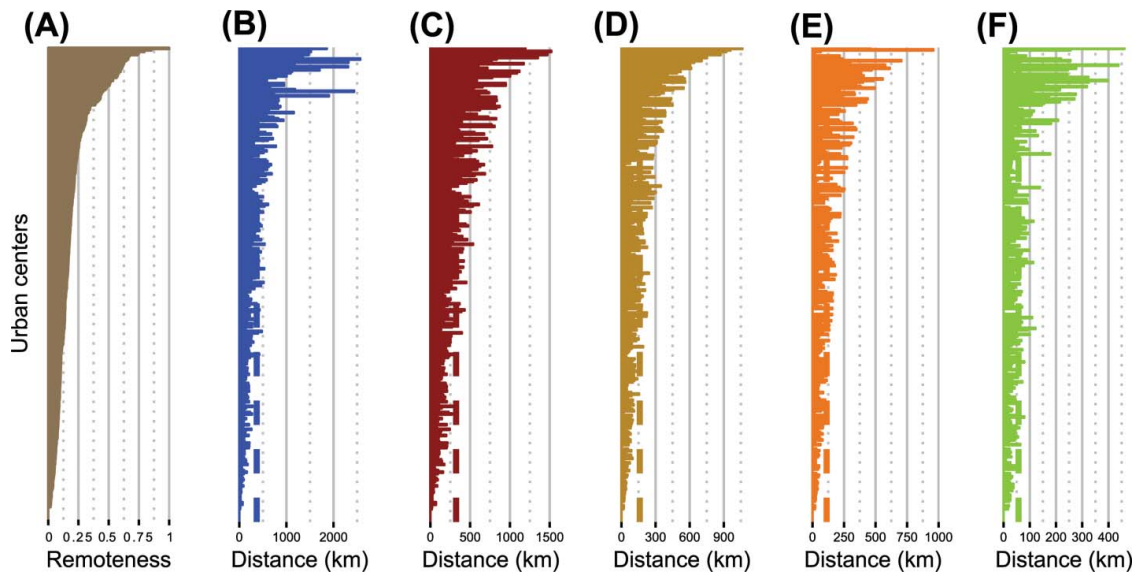 (A) (B) (C) (D) (E) (F)
Urban centers
0 0.25 0.5 0.75 1 0 1000 2000 0 500 1000 1500 0 300 600 900 0 250 500 750 1000 0 100 200 300 400
Remoteness Distance (km) Distance (km) Distance (km) Distance (km) Distance (km)